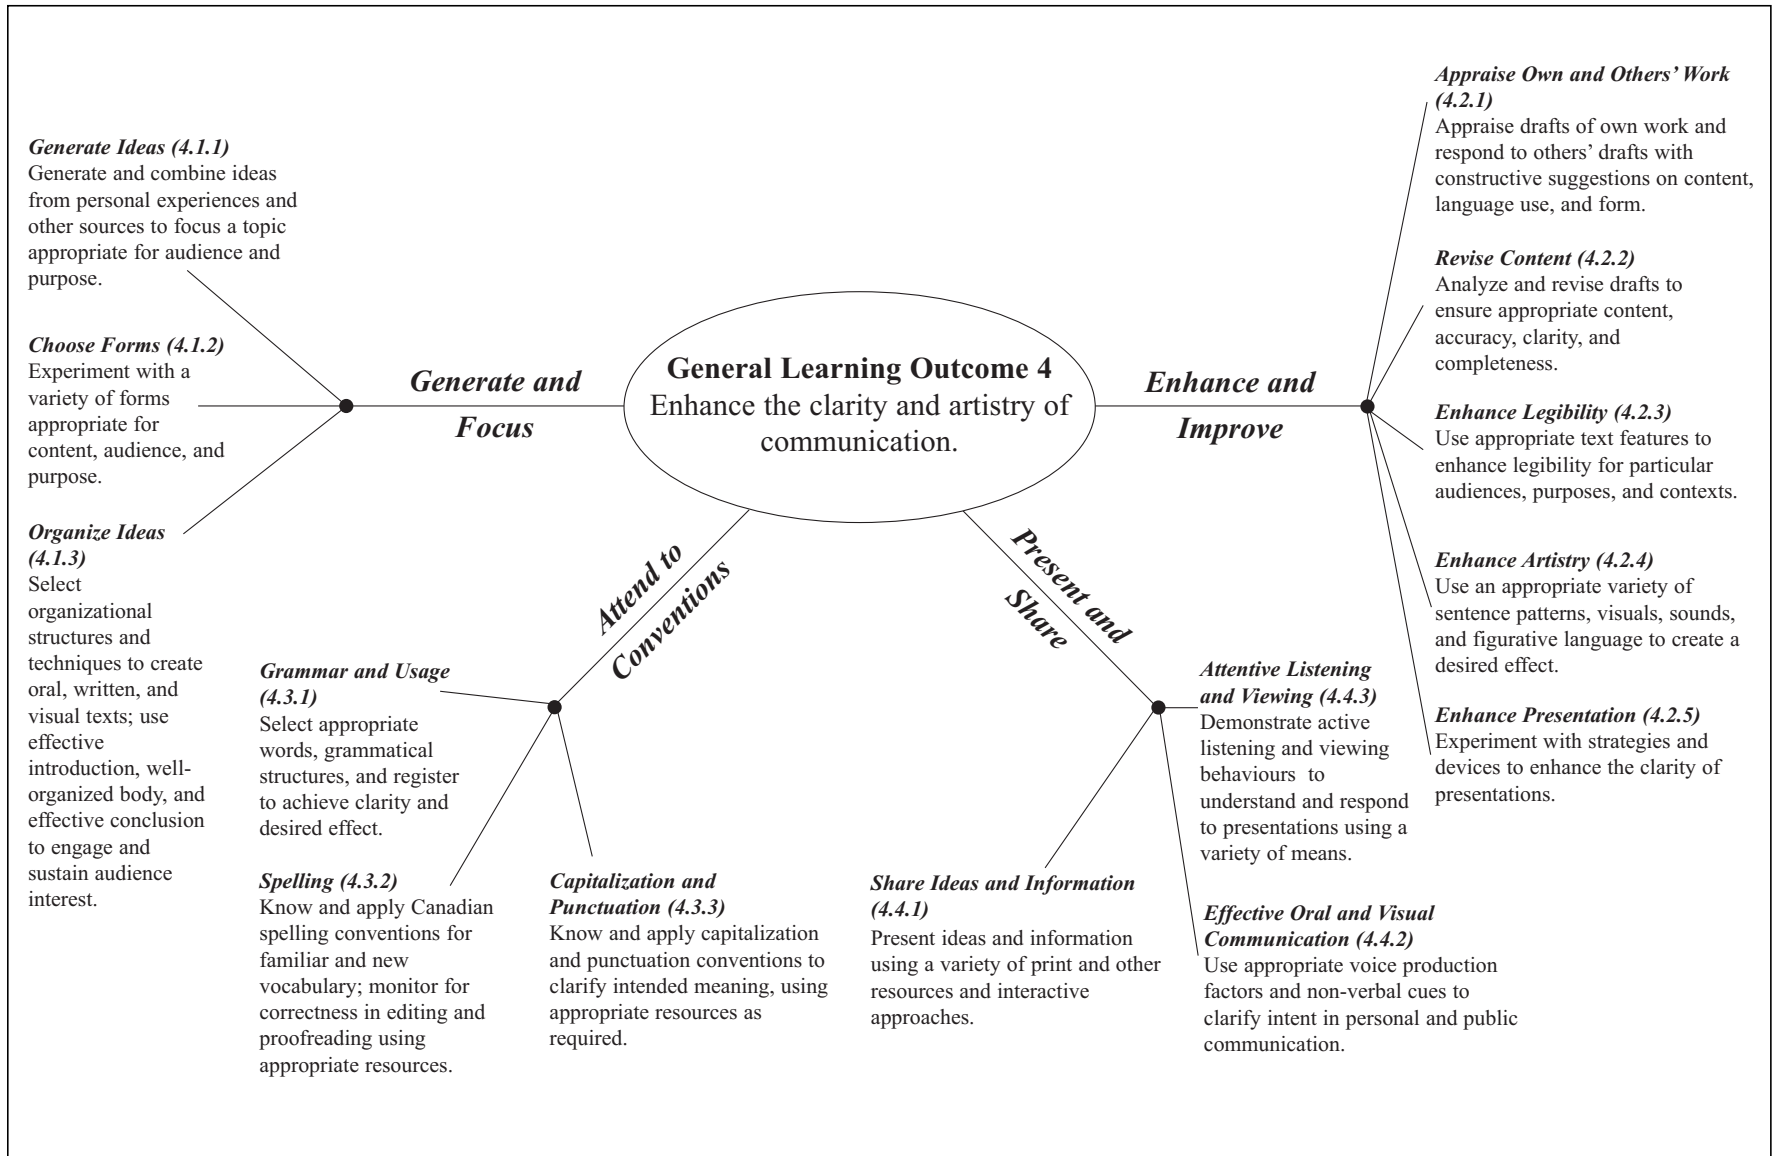 General Learning Outcome 4
Enhance the clarity and artistry of
communication.
Generate and
Focus
Generate Ideas (4.1.1)
Generate and combine ideas
from personal experiences and
other sources to focus a topic
appropriate for audience and
purpose.
Choose Forms (4.1.2)
Experiment with a
variety of forms
appropriate for
content, audience, and
purpose.
Organize Ideas
(4.1.3)
Select
organizational
structures and
techniques to create
oral, written, and
visual texts; use
effective
introduction, well-
organized body, and
effective conclusion
to engage and
sustain audience
interest.
Enhance and
Improve
Appraise Own and Others’ Work
(4.2.1)
Appraise drafts of own work and
respond to others’ drafts with
constructive suggestions on content,
language use, and form.
Revise Content (4.2.2)
Analyze and revise drafts to
ensure appropriate content,
accuracy, clarity, and
completeness.
Enhance Legibility (4.2.3)
Use appropriate text features to
enhance legibility for particular
audiences, purposes, and contexts.
Enhance Artistry (4.2.4)
Use an appropriate variety of
sentence patterns, visuals, sounds,
and figurative language to create a
desired effect.
Enhance Presentation (4.2.5)
Experiment with strategies and
devices to enhance the clarity of
presentations.
Attend to
Conventions
Grammar and Usage
(4.3.1)
Select appropriate
words, grammatical
structures, and register
to achieve clarity and
desired effect.
Spelling (4.3.2)
Know and apply Canadian
spelling conventions for
familiar and new
vocabulary; monitor for
correctness in editing and
proofreading using
appropriate resources.
Capitalization and
Punctuation (4.3.3)
Know and apply capitalization
and punctuation conventions to
clarify intended meaning, using
appropriate resources as
required.
Present and
Share
Share Ideas and Information
(4.4.1)
Present ideas and information
using a variety of print and other
resources and interactive
approaches.
Effective Oral and Visual
Communication (4.4.2)
Use appropriate voice production
factors and non-verbal cues to
clarify intent in personal and public
communication.
Attentive Listening
and Viewing (4.4.3)
Demonstrate active
listening and viewing
behaviours to
understand and respond
to presentations using a
variety of means.